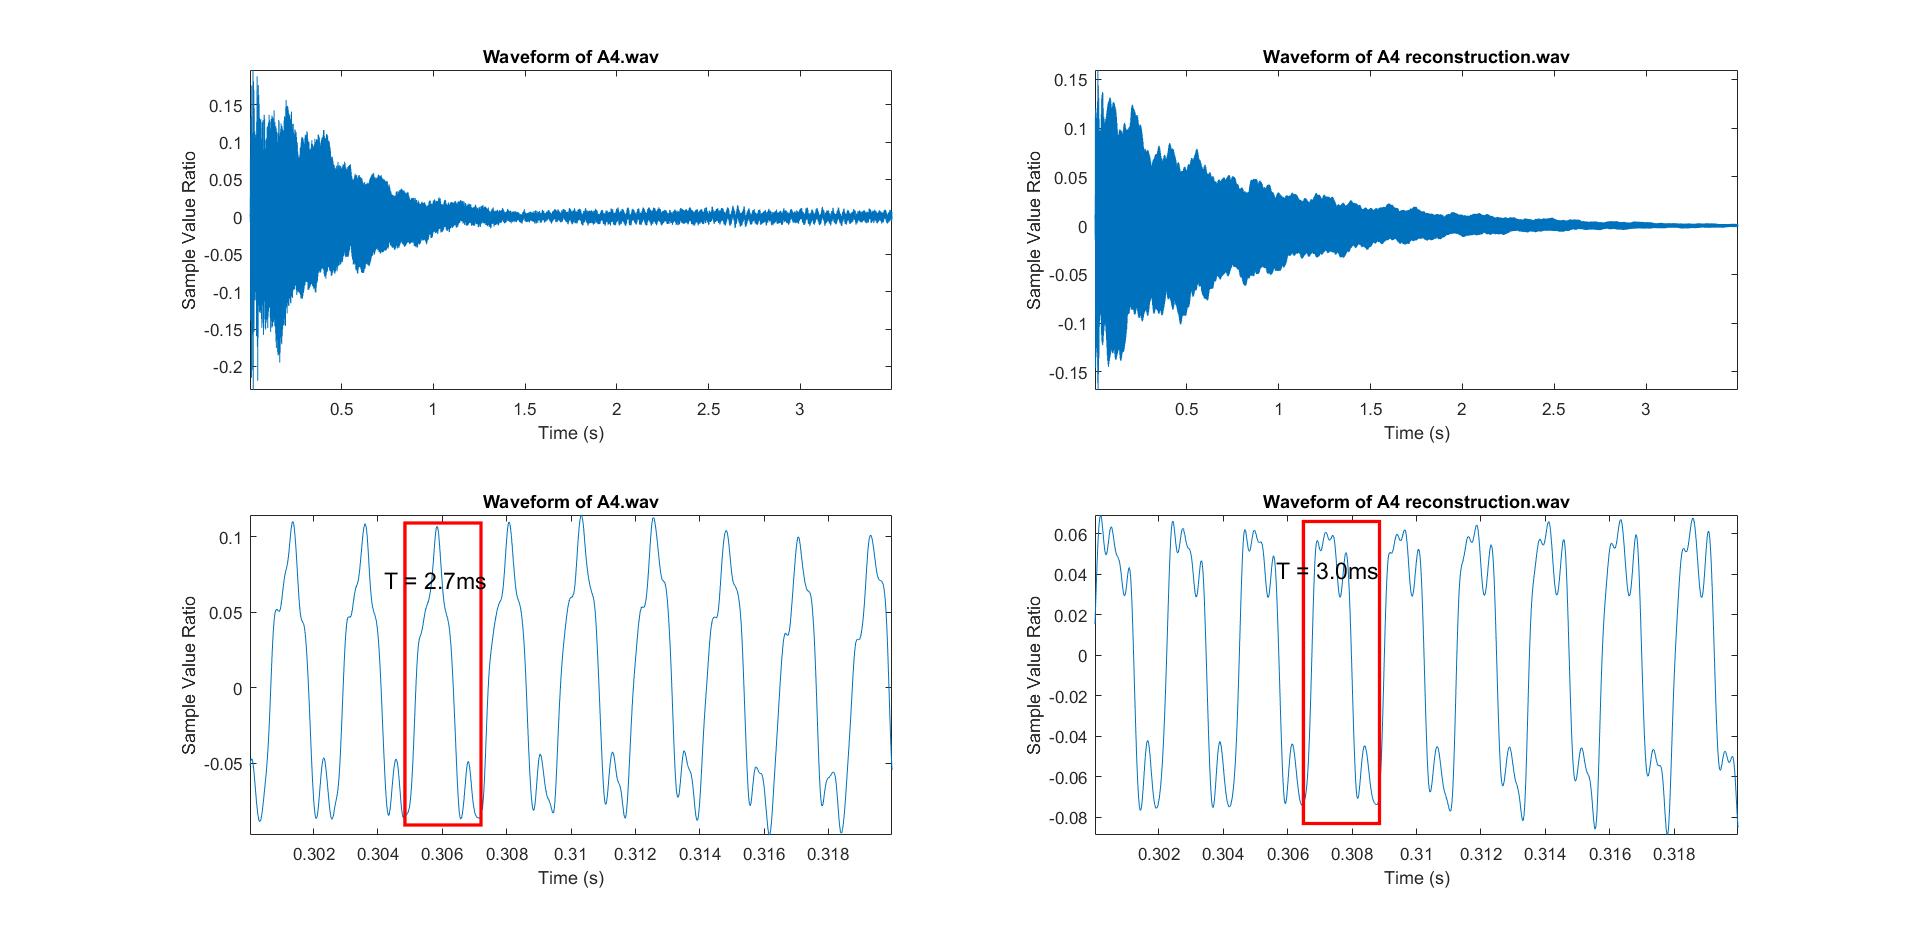 Waveform of A4.wav
Sample Value Ratio
0.15
0.1
0.05
0
-0.05
-0.1
-0.15
-0.2
0.5 1 1.5 2 2.5 3
Time (s)
Waveform of A4 reconstruction.wav
Sample Value Ratio
0.15
0.1
0.05
0
-0.05
-0.1
-0.15
0.5 1 1.5 2 2.5 3
Time (s)
Waveform of A4.wav
Sample Value Ratio
0.1
0.05
0
-0.05
T = 2.7ms
0.302 0.304 0.306 0.308 0.31 0.312 0.314 0.316 0.318
Time (s)
Waveform of A4 reconstruction.wav
Sample Value Ratio
0.06
0.04
0.02
0
-0.02
-0.04
-0.06
-0.08
T = 3.0ms
0.302 0.304 0.306 0.308 0.31 0.312 0.314 0.316 0.318
Time (s)